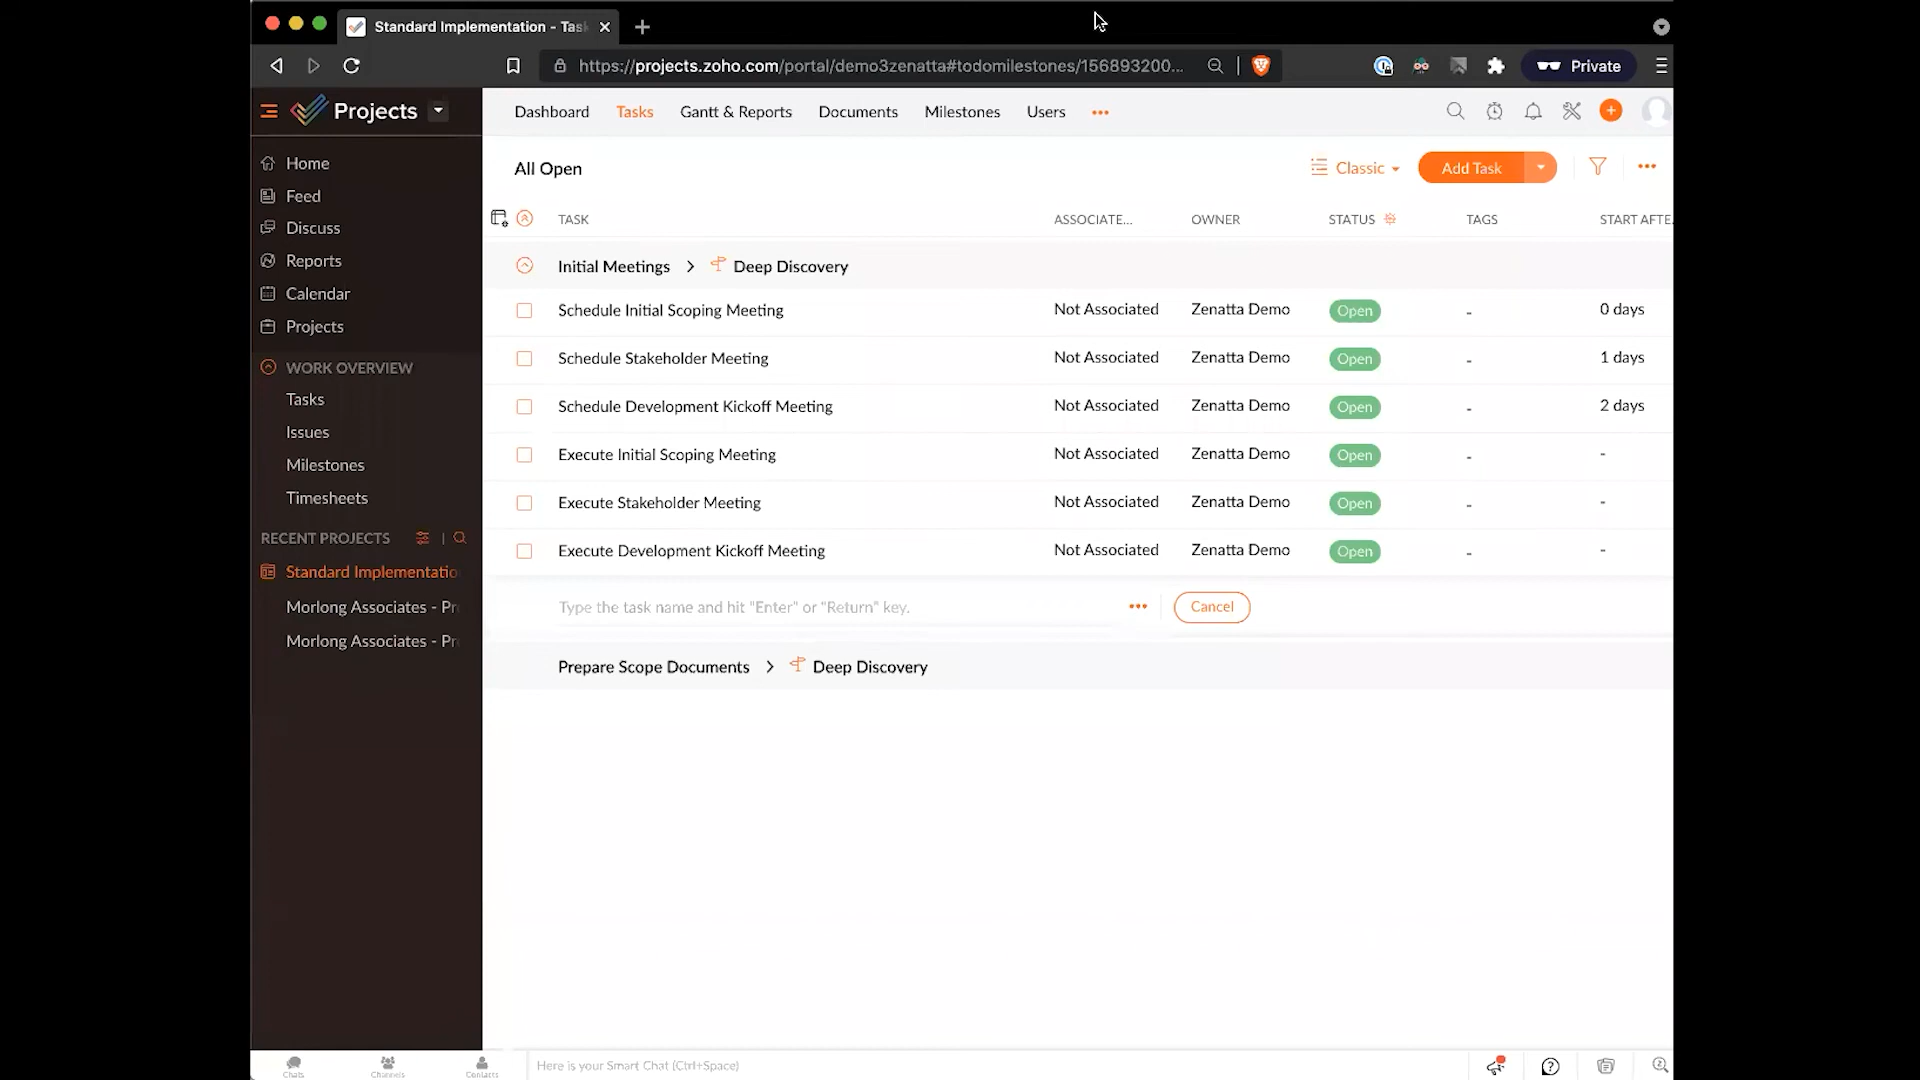 Standard Implementation - Tas
https://projects.zoho.com/portal/demo3zenatta#todomilestones/156893200...
Private
Projects
Dashboard
Tasks
Gantt & Reports
Documents
Milestones
Users
Home
Feed
Discuss
Reports
Calendar
Projects
WORK OVERVIEW
Tasks
Issues
Milestones
Timesheets
RECENT PROJECTS
Standard Implementatio
Morlong Associates - Pr
Morlong Associates - Pr
All Open
Classic
Add Task
TASK ASSOCIATE... OWNER STATUS TAGS START AFTE.
Initial Meetings > Deep Discovery
Schedule Initial Scoping Meeting Not Associated Zenatta Demo Open - 0 days
Schedule Stakeholder Meeting Not Associated Zenatta Demo Open - 1 days
Schedule Development Kickoff Meeting Not Associated Zenatta Demo Open - 2 days
Execute Initial Scoping Meeting Not Associated Zenatta Demo Open - -
Execute Stakeholder Meeting Not Associated Zenatta Demo Open - -
Execute Development Kickoff Meeting Not Associated Zenatta Demo Open - -
Type the task name and hit "Enter" or "Return" key.
Cancel
Prepare Scope Documents > Deep Discovery
Chats
Channels
Contacts
Here is your Smart Chat (Ctrl+Space)